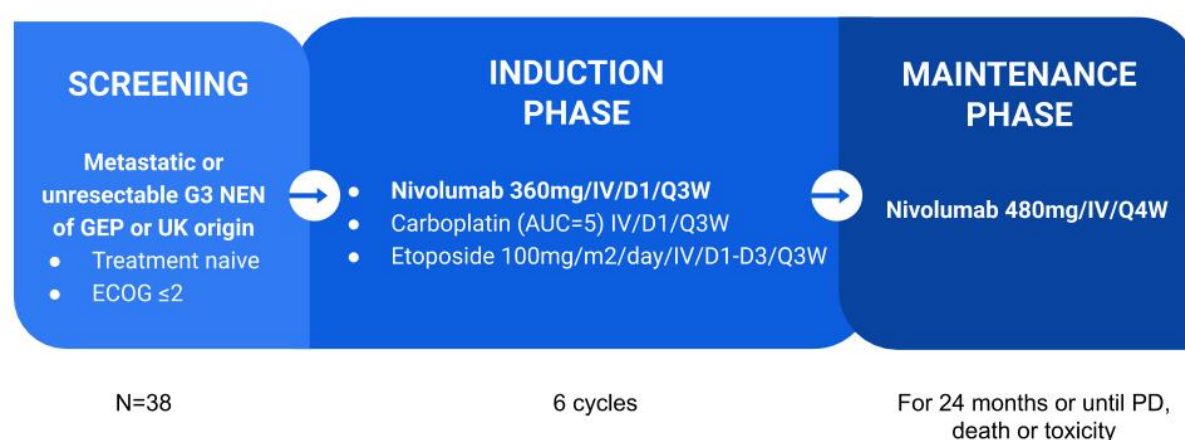 SCREENING
Metastatic or
unresectable G3 NEN
of GEP or UK origin
● Treatment naive
● ECOG ≤2
INDUCTION
PHASE
● Nivolumab 360mg/IV/D1/Q3W
● Carboplatin (AUC=5) IV/D1/Q3W
● Etoposide 100mg/m2/day/IV/D1-D3/Q3W
MAINTENANCE
PHASE
Nivolumab 480mg/IV/Q4W
N=38
6 cycles
For 24 months or until PD,
death or toxicity